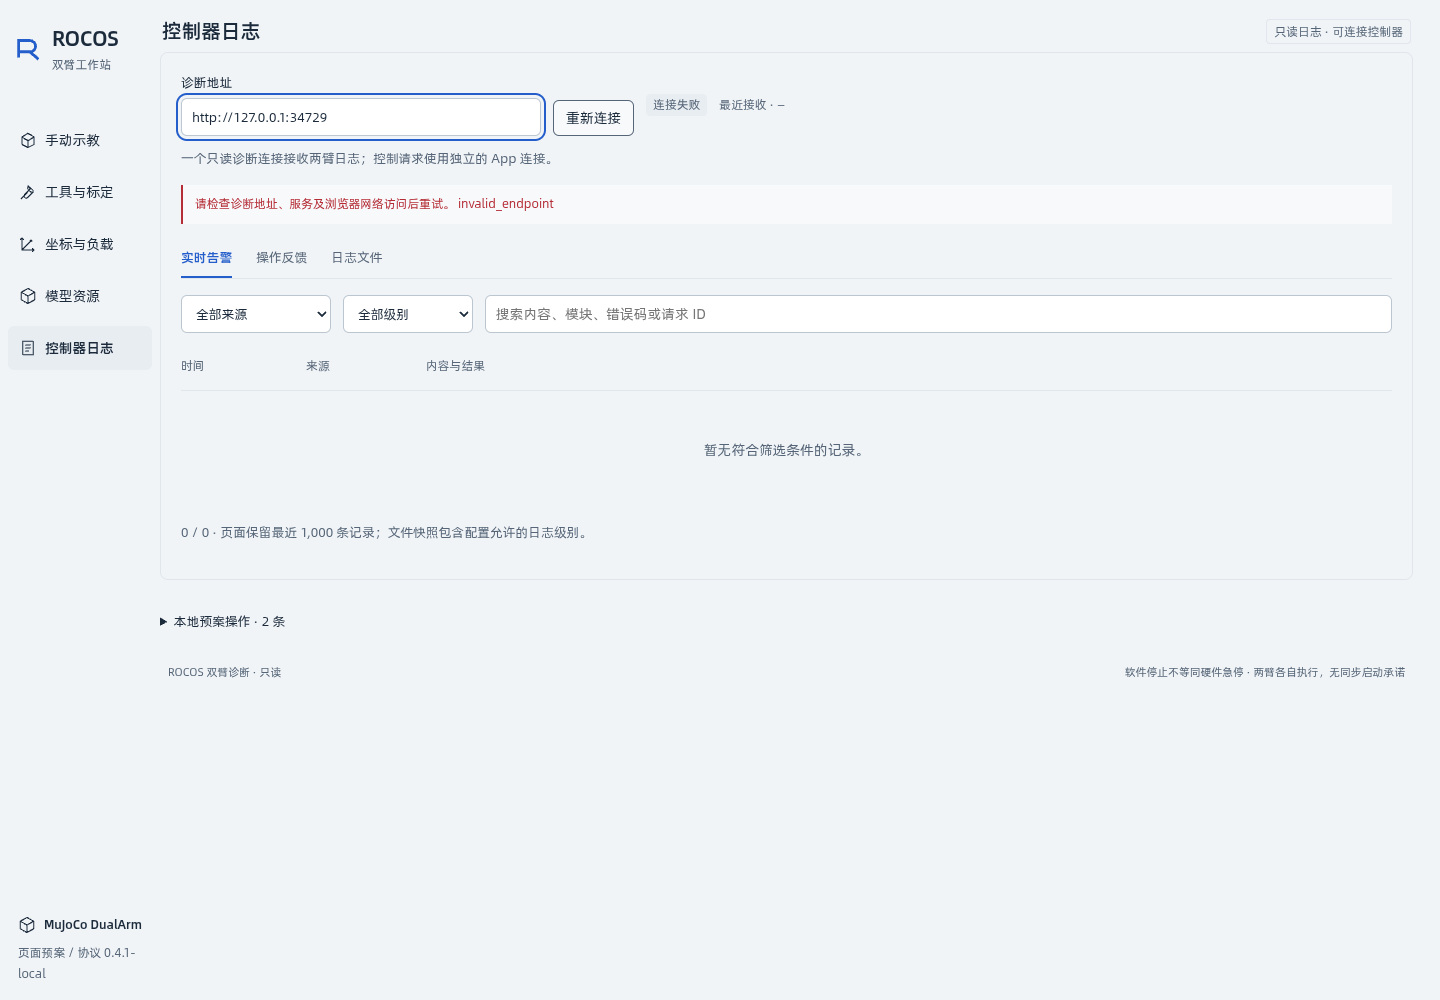 ROCOS
双臂工作站
手动示教
工具与标定
坐标与负载
模型资源
控制器日志
MuJoCo DualArm
页面预案 / 协议 0.4.1-
local
控制器日志
只读日志 · 可连接控制器
诊断地址
http://127.0.0.1:34729
重新连接
连接失败
最近接收 · —
一个只读诊断连接接收两臂日志；控制请求使用独立的 App 连接。
请检查诊断地址、服务及浏览器网络访问后重试。 invalid_endpoint
实时告警
操作反馈
日志文件
全部来源
全部级别
搜索内容、模块、错误码或请求 ID
时间
来源
内容与结果
暂无符合筛选条件的记录。
0 / 0 · 页面保留最近 1,000 条记录；文件快照包含配置允许的日志级别。
本地预案操作 · 2 条
ROCOS 双臂诊断 · 只读
软件停止不等同硬件急停 · 两臂各自执行，无同步启动承诺